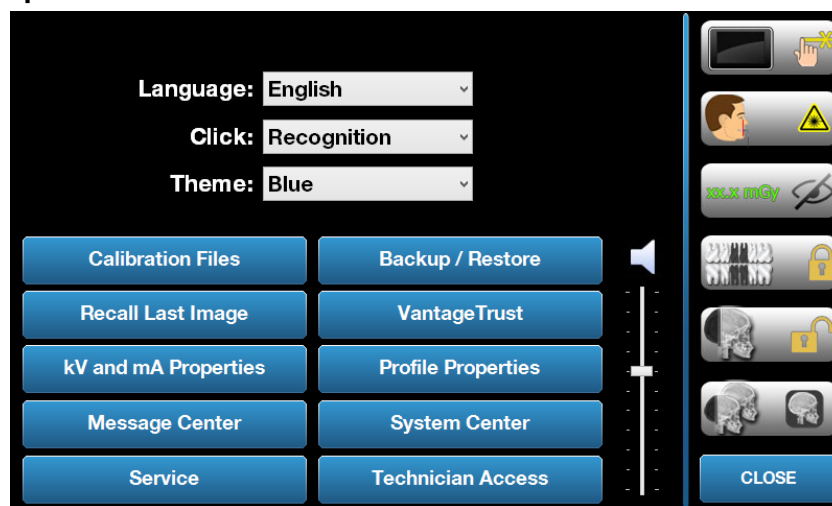 Language: English
Click: Recognition
Theme: Blue
Calibration Files
Backup / Restore
Recall Last Image
VantageTrust
kV and mA Properties
Profile Properties
Message Center
System Center
Service
Technician Access
xx.x mGy
CLOSE